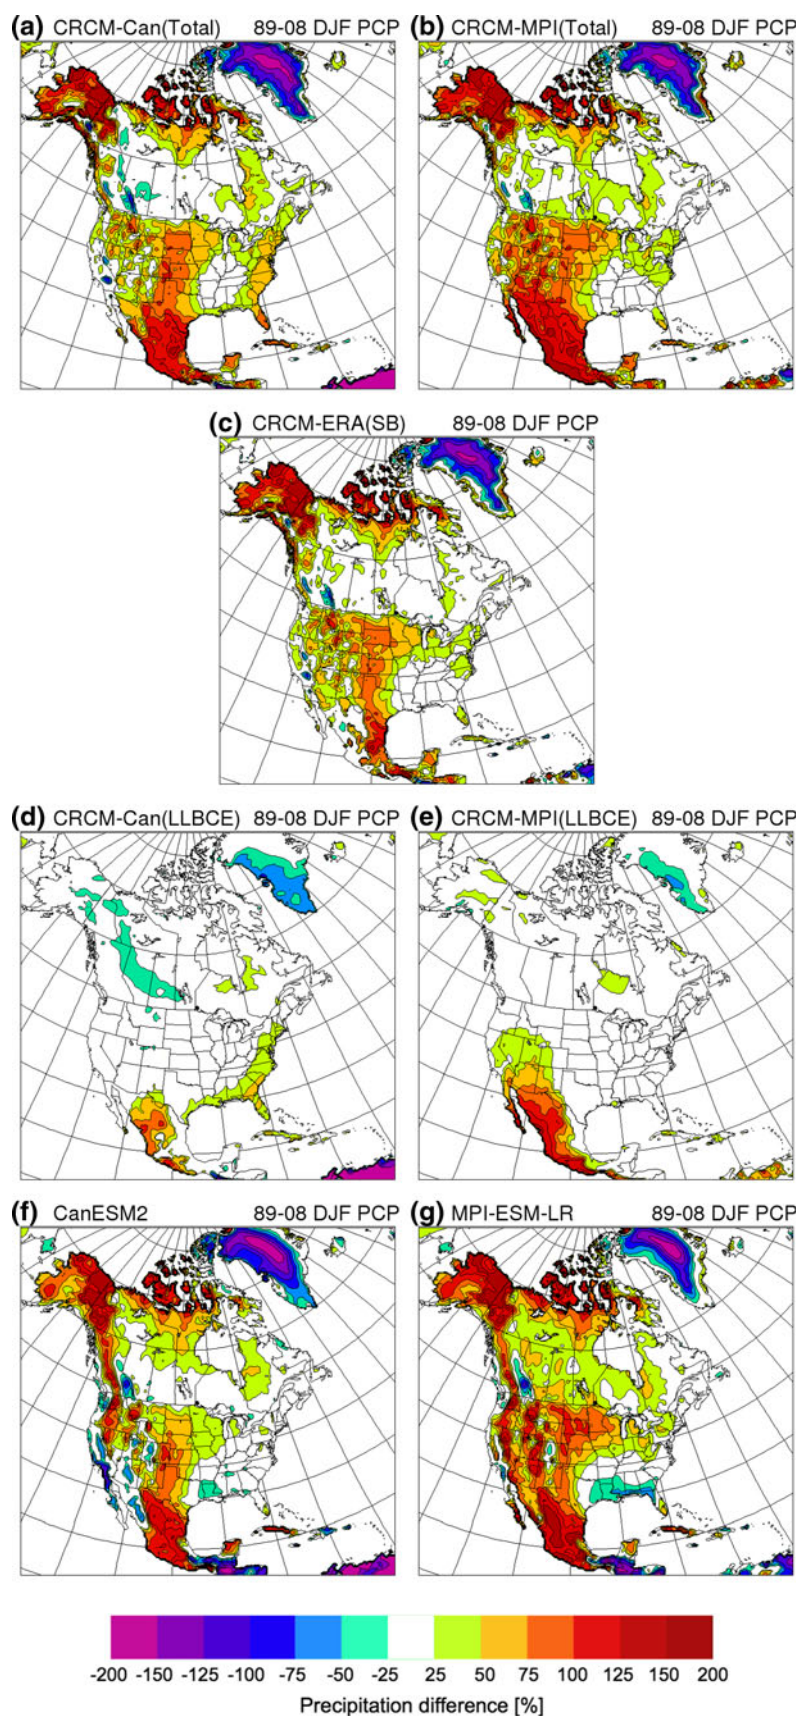 (a) CRCM-Can(Total) 89-08 DJF PCP
(b) CRCM-MPI(Total) 89-08 DJF PCP
(c) CRCM-ERA(SB) 89-08 DJF PCP
(d) CRCM-Can(LLBCE) 89-08 DJF PCP
(e) CRCM-MPI(LLBCE) 89-08 DJF PCP
(f) CanESM2 89-08 DJF PCP
(g) MPI-ESM-LR 89-08 DJF PCP
-200 -150 -125 -100 -75 -50 -25 25 50 75 100 125 150 200
Precipitation difference [%]